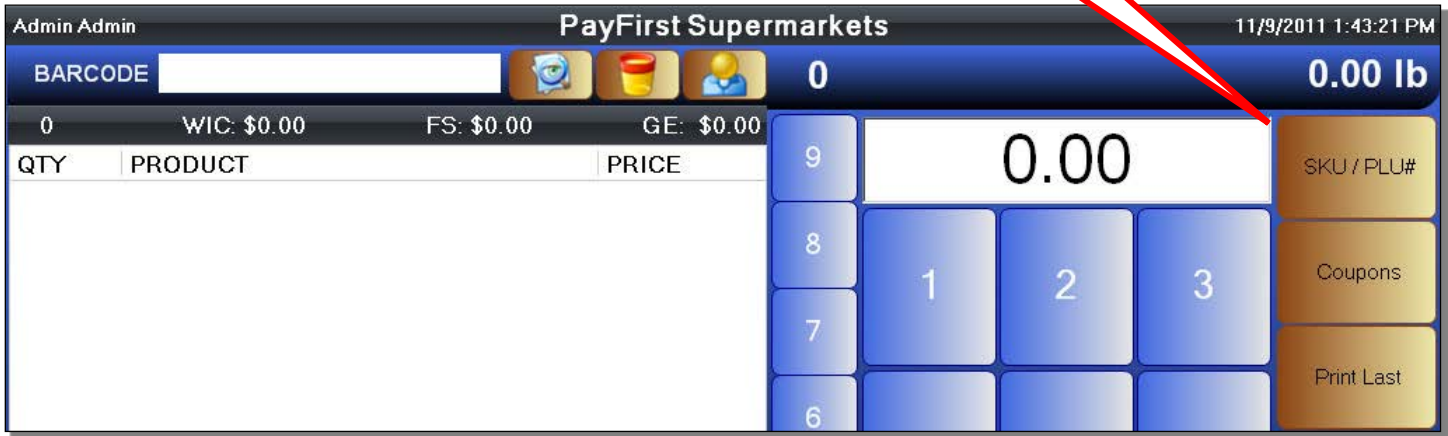 Admin Admin PayFirst Supermarkets 11/9/2011 1:43:21 PM
BARCODE 0 0.00 lb
0 WIC: $0.00 FS: $0.00 GE: $0.00
QTY PRODUCT PRICE
9 0.00 SKU / PLU#
8 1 2 3 Coupons
7
Print Last
6